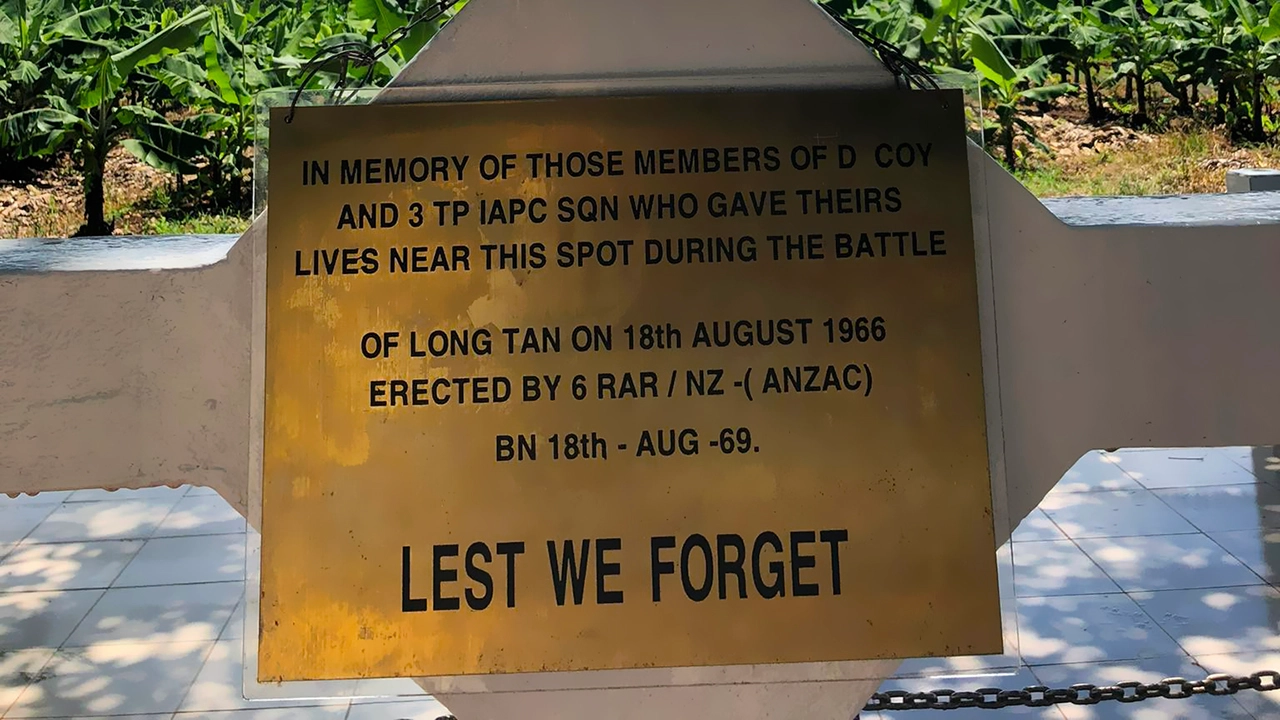 IN MEMORY OF THOSE MEMBERS OF D COY
AND 3 TP IAPC SQN WHO GAVE THEIRS
LIVES NEAR THIS SPOT DURING THE BATTLE
OF LONG TAN ON 18th AUGUST 1966
ERECTED BY 6 RAR / NZ -( ANZAC)
BN 18th - AUG -69.
LEST WE FORGET